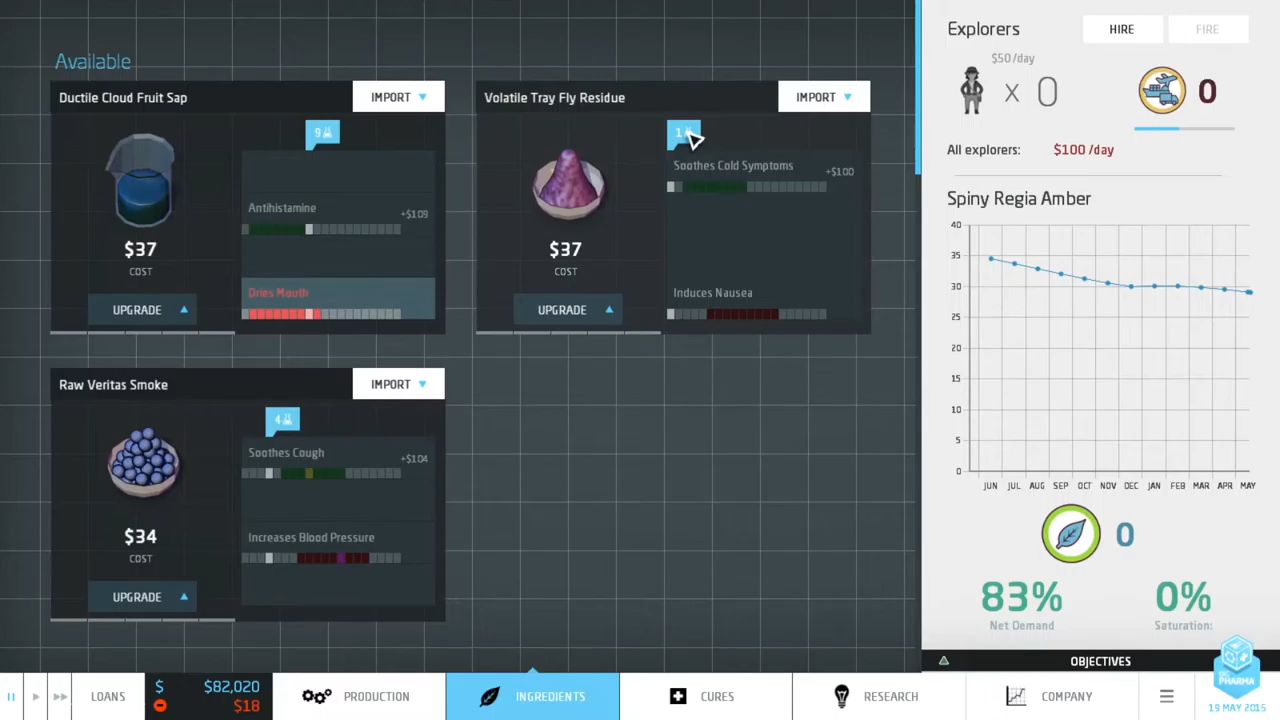 Available
Ductile Cloud Fruit Sap
IMPORT
9
Antihistamine
+$109
Dries Mouth
$37
COST
UPGRADE
Volatile Tray Fly Residue
IMPORT
1
Soothes Cold Symptoms
+$100
Induces Nausea
$37
COST
UPGRADE
Raw Veritas Smoke
IMPORT
4
Soothes Cough
+$104
Increases Blood Pressure
$34
COST
UPGRADE
Explorers
HIRE
FIRE
$50 /day
X 0
0
All explorers: $100 /day
Spiny Regia Amber
40
35
30
25
20
15
10
5
0
JUN JUL AUG SEP OCT NOV DEC JAN FEB MAR APR MAY
0
83%
Net Demand
0%
Saturation:
OBJECTIVES
LOANS
$ $82,020
$18
PRODUCTION
INGREDIENTS
CURES
RESEARCH
COMPANY
PHARMA
19 MAY 2015